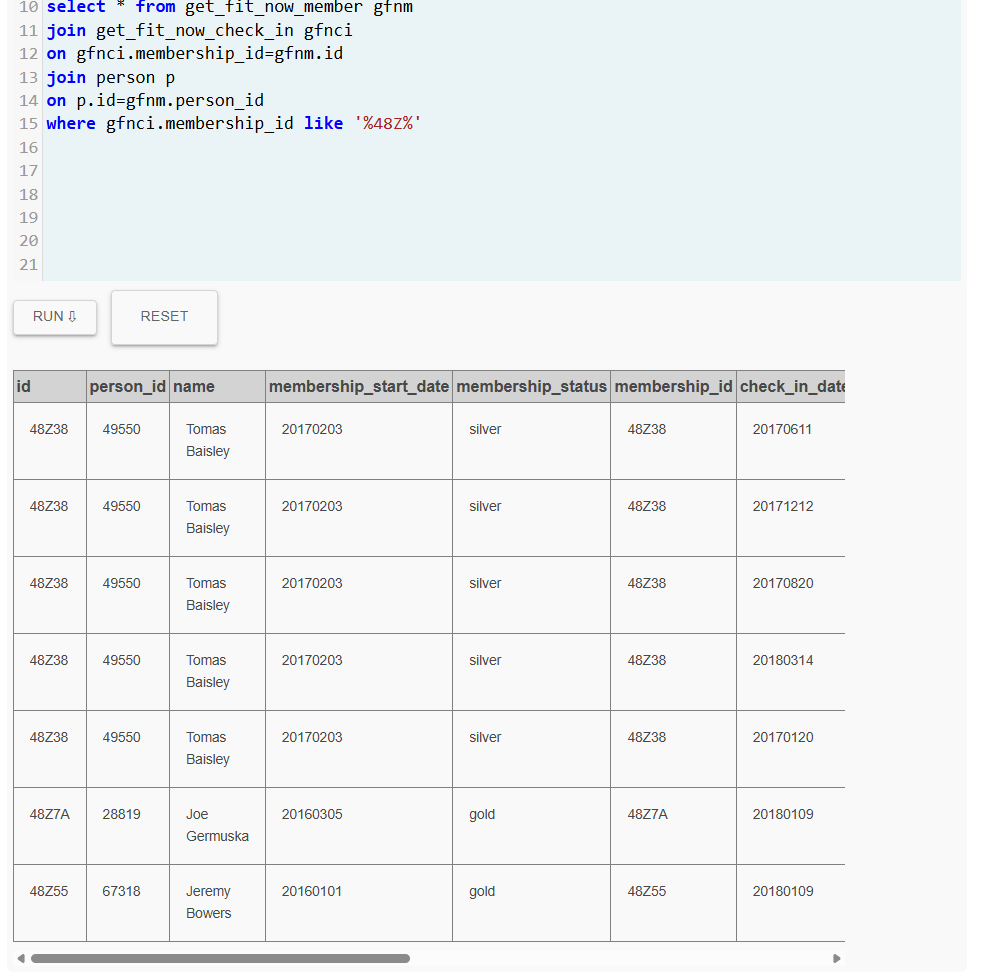 10 select * from get_fit_now_member gfnm
11 join get_fit_now_check_in gfnci
12 on gfnci.membership_id=gfnm.id
13 join person p
14 on p.id=gfnm.person_id
15 where gfnci.membership_id like '%48Z%'
16
17
18
19
20
21
RUN ⇩ RESET
id person_id name membership_start_date membership_status membership_id check_in_date
48Z38 49550 Tomas 20170203 silver 48Z38 20170611
Baisley
48Z38 49550 Tomas 20170203 silver 48Z38 20171212
Baisley
48Z38 49550 Tomas 20170203 silver 48Z38 20170820
Baisley
48Z38 49550 Tomas 20170203 silver 48Z38 20180314
Baisley
48Z38 49550 Tomas 20170203 silver 48Z38 20170120
Baisley
48Z7A 28819 Joe 20160305 gold 48Z7A 20180109
Germuska
48Z55 67318 Jeremy 20160101 gold 48Z55 20180109
Bowers